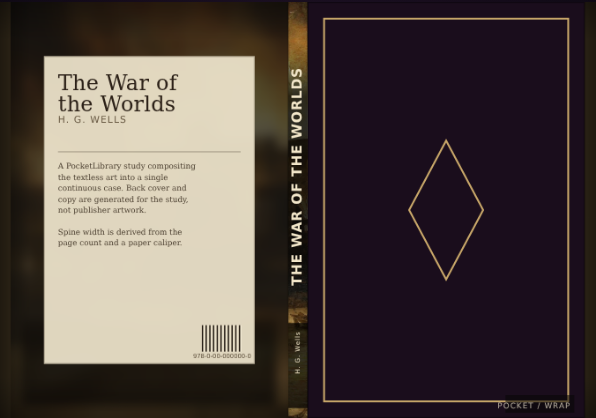 The War of
the Worlds
H. G. WELLS
A PocketLibrary study compositing
the textless art into a single
continuous case. Back cover and
copy are generated for the study,
not publisher artwork.
Spine width is derived from the
page count and a paper caliper.
978-0-00-000000-0
THE WAR OF THE WORLDS
H. G. Wells
POCKET / WRAP